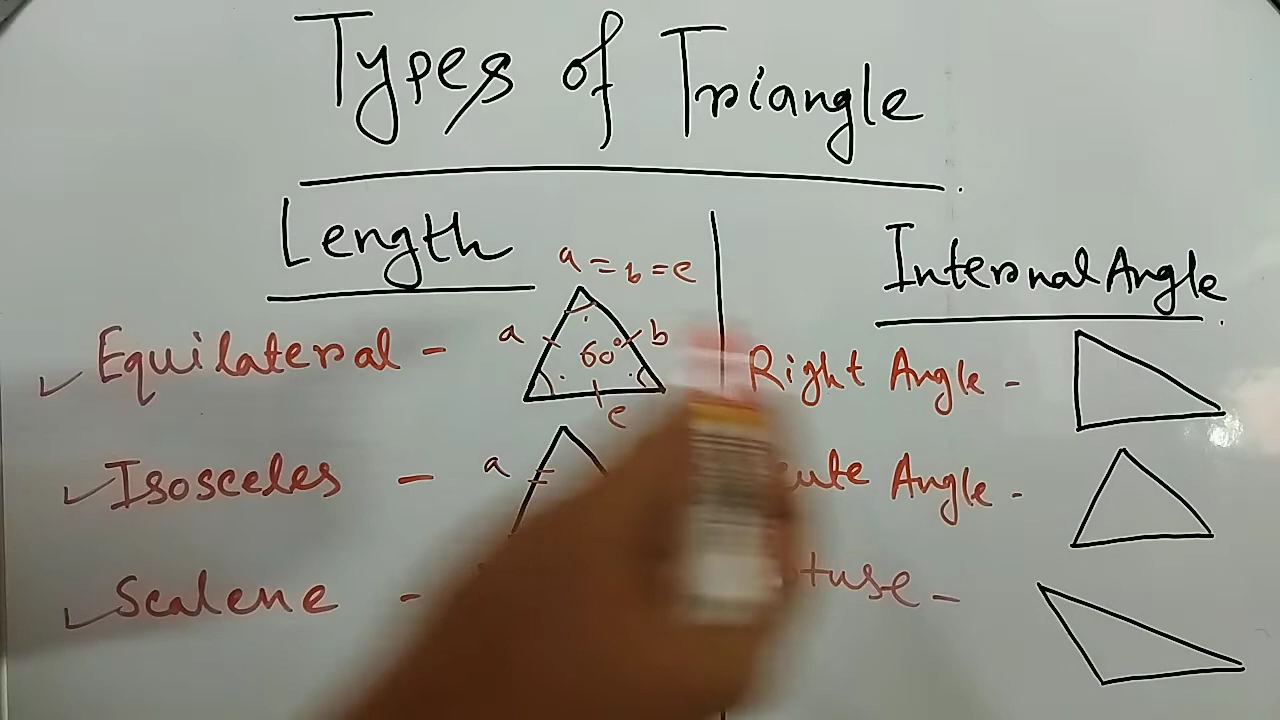 Types of Triangle
Length
a = b = c
Equilateral -
a
b
60°
c
Isosceles -
a
Scalene -
Internal Angle
Right Angle -
Angle -